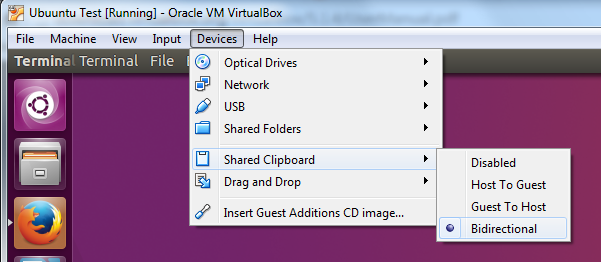 Ubuuntu Test [Running] - Oracle VM VirtualBox
File Machine View Input Devices Help
Terminal Terminal File
Optical Drives
Network
USB
Shared Folders
Shared Clipboard
Disabled
Drag and Drop
Host To Guest
Guest To Host
Insert Guest Additions CD image...
Bidirectional